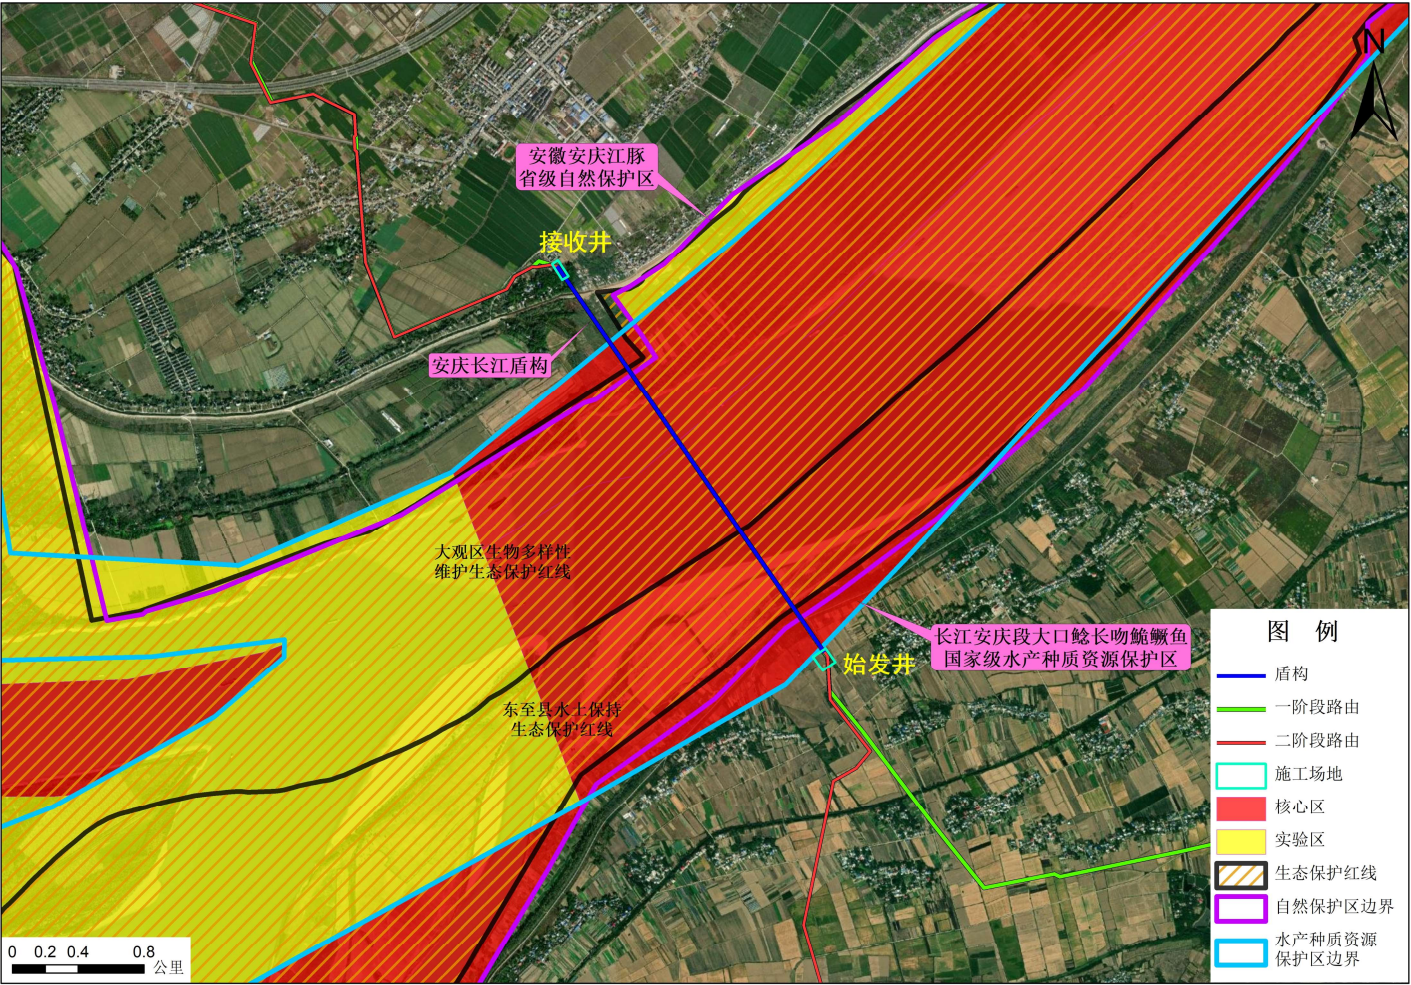 N
安徽安庆江豚
省级自然保护区
接收井
安庆长江盾构
大观区生物多样性
维护生态保护红线
长江安庆段大口鲶长吻鮠鳜鱼
国家级水产种质资源保护区
始发井
东至县水土保持
生态保护红线
图 例
盾构
一阶段路由
二阶段路由
施工场地
核心区
实验区
生态保护红线
自然保护区边界
水产种质资源
保护区边界
0 0.2 0.4 0.8
公里